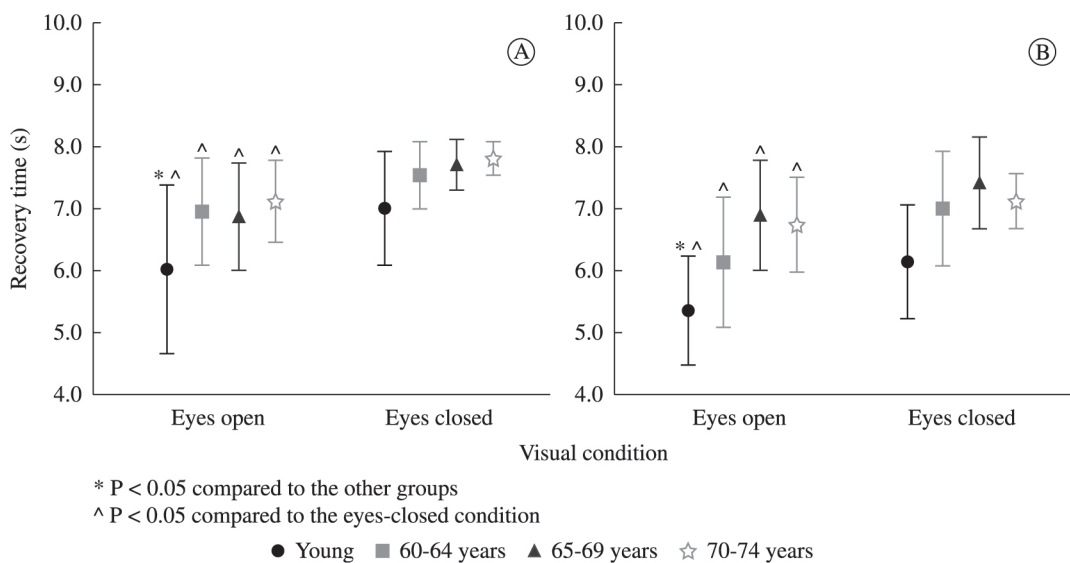 Recovery time (s)
10.0
9.0
8.0
7.0
6.0
5.0
4.0
A
* ^
^
^
^
Eyes open
Eyes closed
10.0
9.0
8.0
7.0
6.0
5.0
4.0
B
* ^
^
^
^
Eyes open
Eyes closed
Visual condition
* P < 0.05 compared to the other groups
^ P < 0.05 compared to the eyes-closed condition
Young 60-64 years 65-69 years 70-74 years